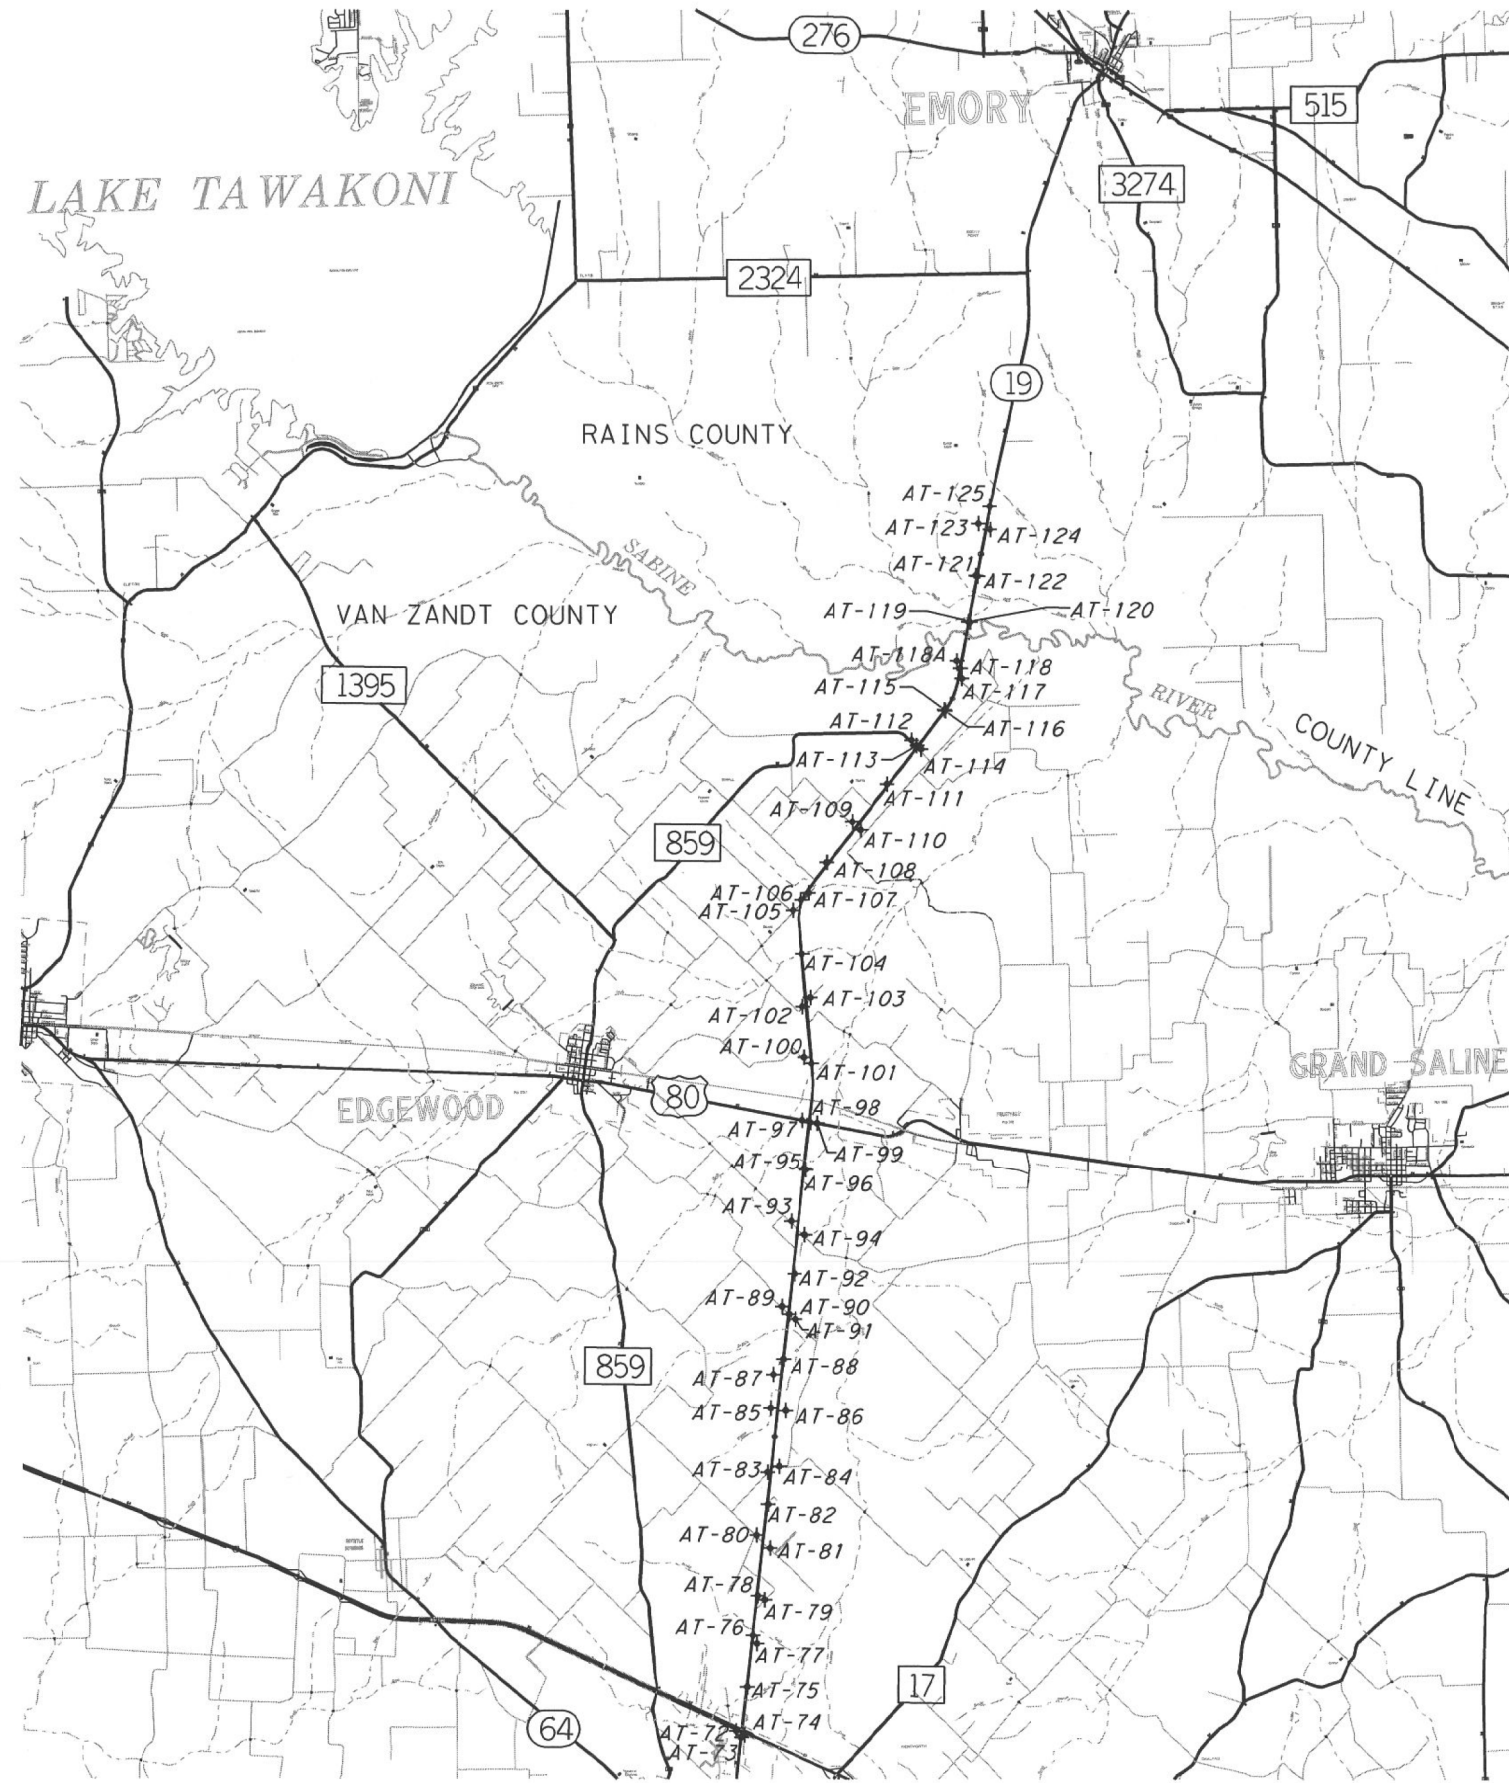 276
EMORY
515
LAKE TAWAKONI
3274
2324
19
RAINS COUNTY
AT-125
AT-123
AT-124
SABINE
AT-121
AT-122
VAN ZANDT COUNTY
AT-119
AT-120
AT-118A
AT-118
1395
AT-115
AT-117
RIVER
AT-112
AT-116
COUNTY LINE
AT-113
AT-114
AT-111
AT-109
859
AT-110
AT-108
AT-106
AT-107
AT-105
AT-104
AT-103
AT-102
AT-100
AT-101
GRAND SALINE
80
EDGEWOOD
AT-98
AT-97
AT-99
AT-95
AT-96
AT-93
AT-94
AT-92
AT-89
AT-90
AT-91
859
AT-88
AT-87
AT-85
AT-86
AT-83
AT-84
AT-82
AT-80
AT-81
AT-78
AT-79
AT-76
AT-77
17
AT-75
64
AT-74
AT-72
AT-73